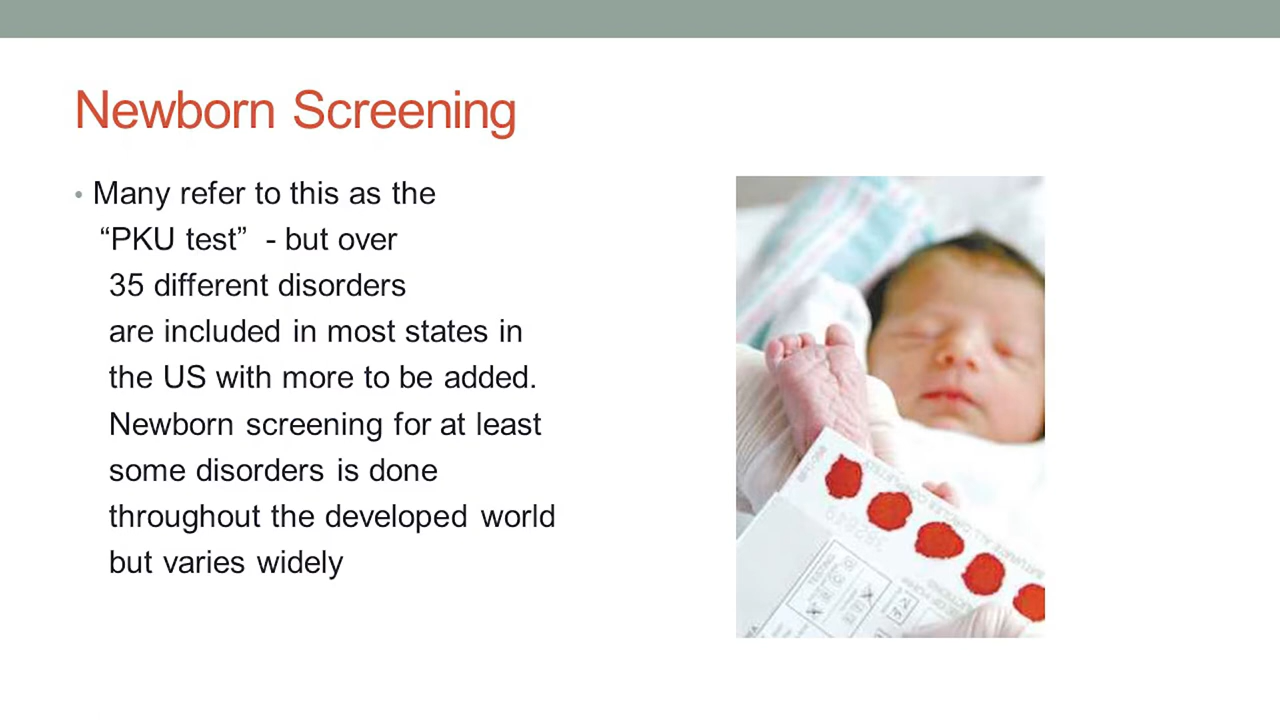 Newborn Screening
• Many refer to this as the
“PKU test” - but over
35 different disorders
are included in most states in
the US with more to be added.
Newborn screening for at least
some disorders is done
throughout the developed world
but varies widely